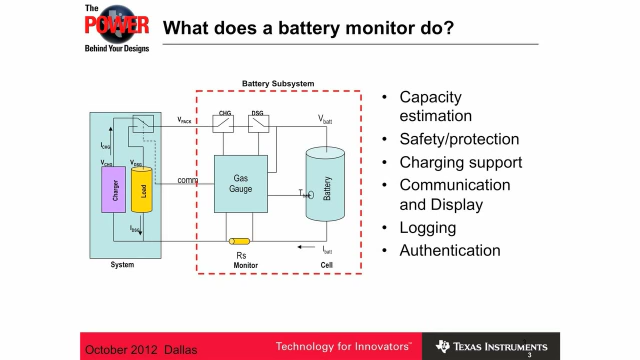 The
POWER
Behind Your Designs
What does a battery monitor do?
Battery Subsystem
VPACK
CHG
DSG
Vbatt
ICHG
VCHG
VDSG
comm
Charger
Load
Gas
Gauge
Tbat
Battery
IDSG
Rs
Ibatt
System
Monitor
Cell
• Capacity
estimation
• Safety/protection
• Charging support
• Communication
and Display
• Logging
• Authentication
October 2012 Dallas
Technology for Innovators™
TEXAS INSTRUMENTS
3